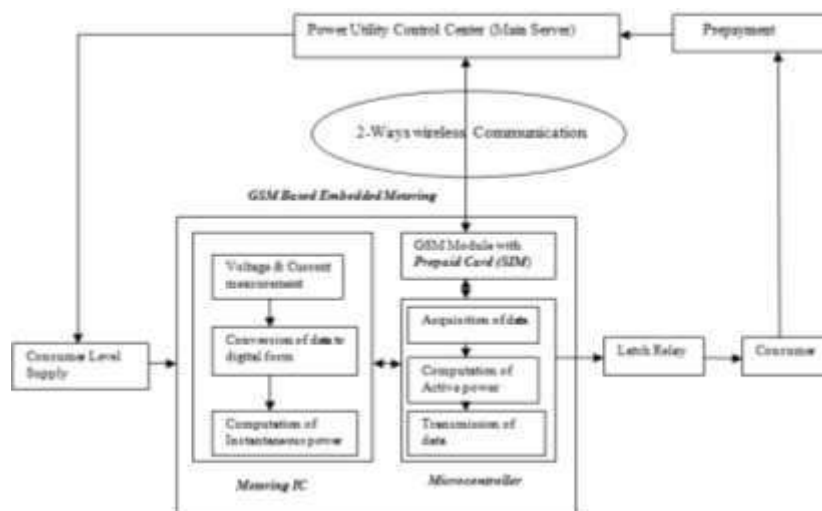 Power Utility Control Center (Main Server)
Prepayment
2-Ways wireless Communication
GSM Based Embedded Metering
GSM Module with
Prepaid Card (SIM)
Voltage & Current
measurement
Acquisition of data
Conversion of data to
digital form
Computation of
Active power
Computation of
Instantaneous power
Transmission of
data
Metering IC
Microcontroller
Consumer Level
Supply
Latch Relay
Consumer